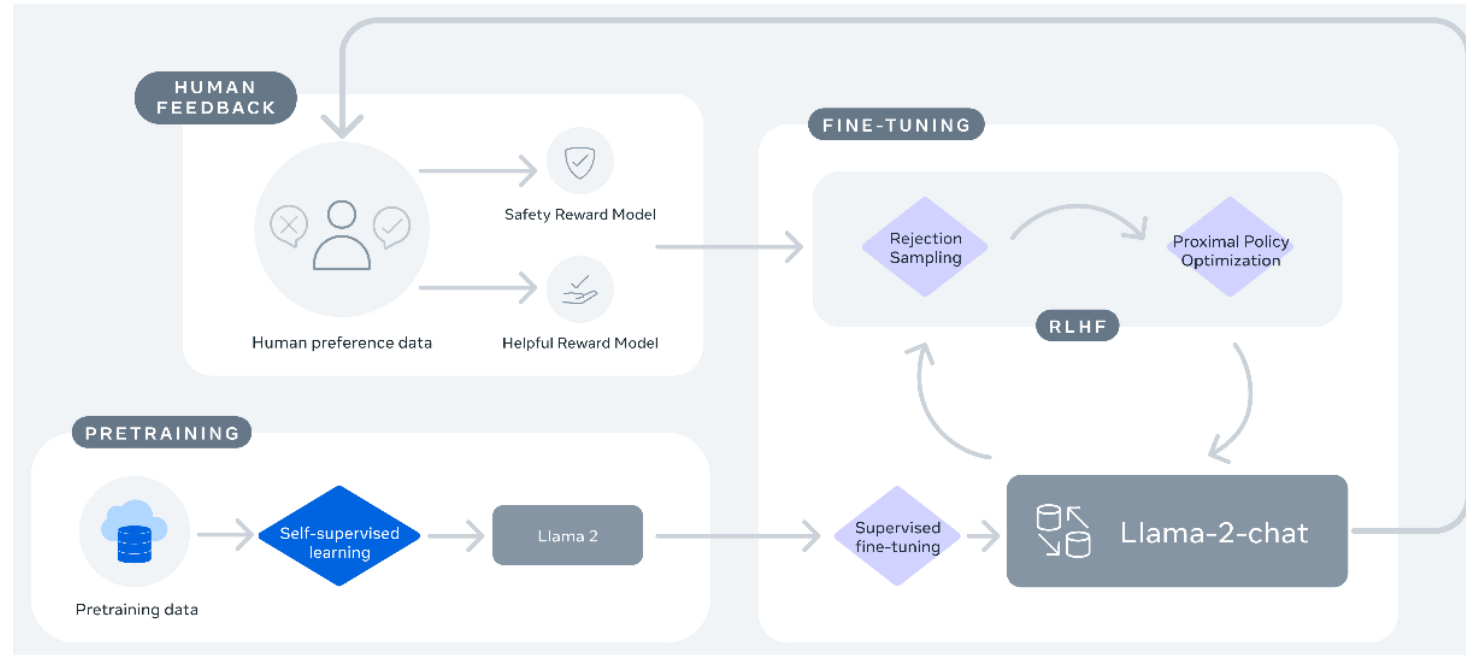 HUMAN
FEEDBACK
Safety Reward Model
Human preference data
Helpful Reward Model
FINE-TUNING
Rejection
Sampling
Proximal Policy
Optimization
RLHF
PRETRAINING
Pretraining data
Self-supervised
learning
Llama 2
Supervised
fine-tuning
Llama-2-chat